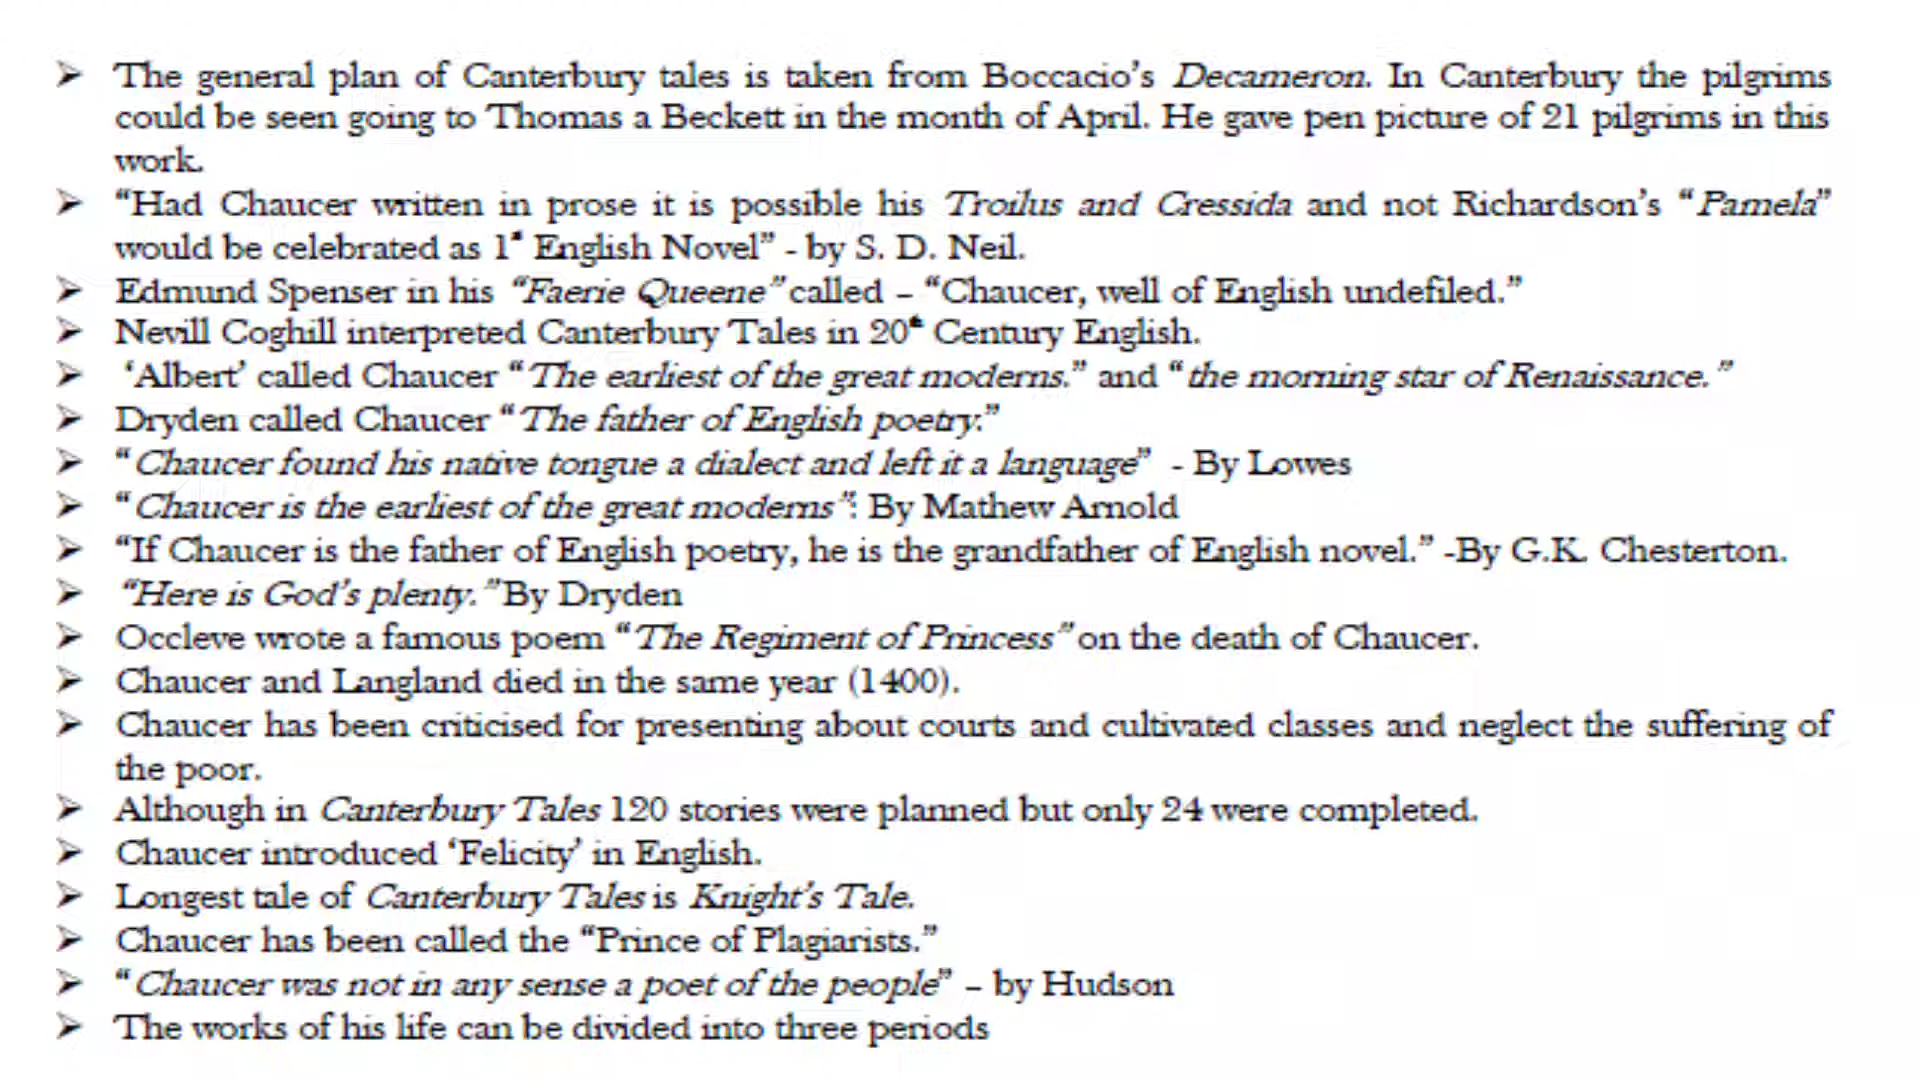 ➤ The general plan of Canterbury tales is taken from Boccacio's Decameron. In Canterbury the pilgrims
could be seen going to Thomas a Beckett in the month of April. He gave pen picture of 21 pilgrims in this
work.
➤ “Had Chaucer written in prose it is possible his Troilus and Cressida and not Richardson's “Pamela”
would be celebrated as 1st English Novel” - by S. D. Neil.
➤ Edmund Spenser in his “Faerie Queene” called – “Chaucer, well of English undefiled.”
➤ Nevill Coghill interpreted Canterbury Tales in 20th Century English.
➤ ‘Albert’ called Chaucer “The earliest of the great moderns.” and “the morning star of Renaissance.”
➤ Dryden called Chaucer “The father of English poetry.”
➤ “Chaucer found his native tongue a dialect and left it a language” - By Lowes
➤ “Chaucer is the earliest of the great moderns”: By Mathew Arnold
➤ “If Chaucer is the father of English poetry, he is the grandfather of English novel.” -By G.K. Chesterton.
➤ “Here is God's plenty.” By Dryden
➤ Occleve wrote a famous poem “The Regiment of Princess” on the death of Chaucer.
➤ Chaucer and Langland died in the same year (1400).
➤ Chaucer has been criticised for presenting about courts and cultivated classes and neglect the suffering of
the poor.
➤ Although in Canterbury Tales 120 stories were planned but only 24 were completed.
➤ Chaucer introduced ‘Felicity’ in English.
➤ Longest tale of Canterbury Tales is Knight's Tale.
➤ Chaucer has been called the “Prince of Plagiarists.”
➤ “Chaucer was not in any sense a poet of the people” – by Hudson
➤ The works of his life can be divided into three periods